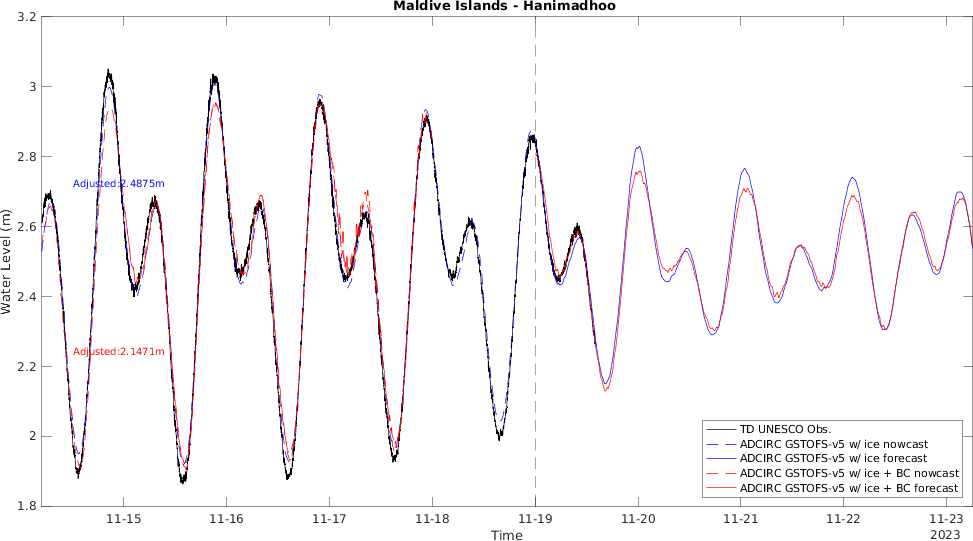 Maldive Islands - Hanimadhoo
3.2
3
2.8
2.6
2.4
2.2
2
1.8
Water Level (m)
Adjusted:2.4875m
Adjusted:2.1471m
TD UNESCO Obs.
ADCIRC GSTOFS-v5 w/ ice nowcast
ADCIRC GSTOFS-v5 w/ ice forecast
ADCIRC GSTOFS-v5 w/ ice + BC nowcast
ADCIRC GSTOFS-v5 w/ ice + BC forecast
11-15 11-16 11-17 11-18 11-19 11-20 11-21 11-22 11-23
2023
Time